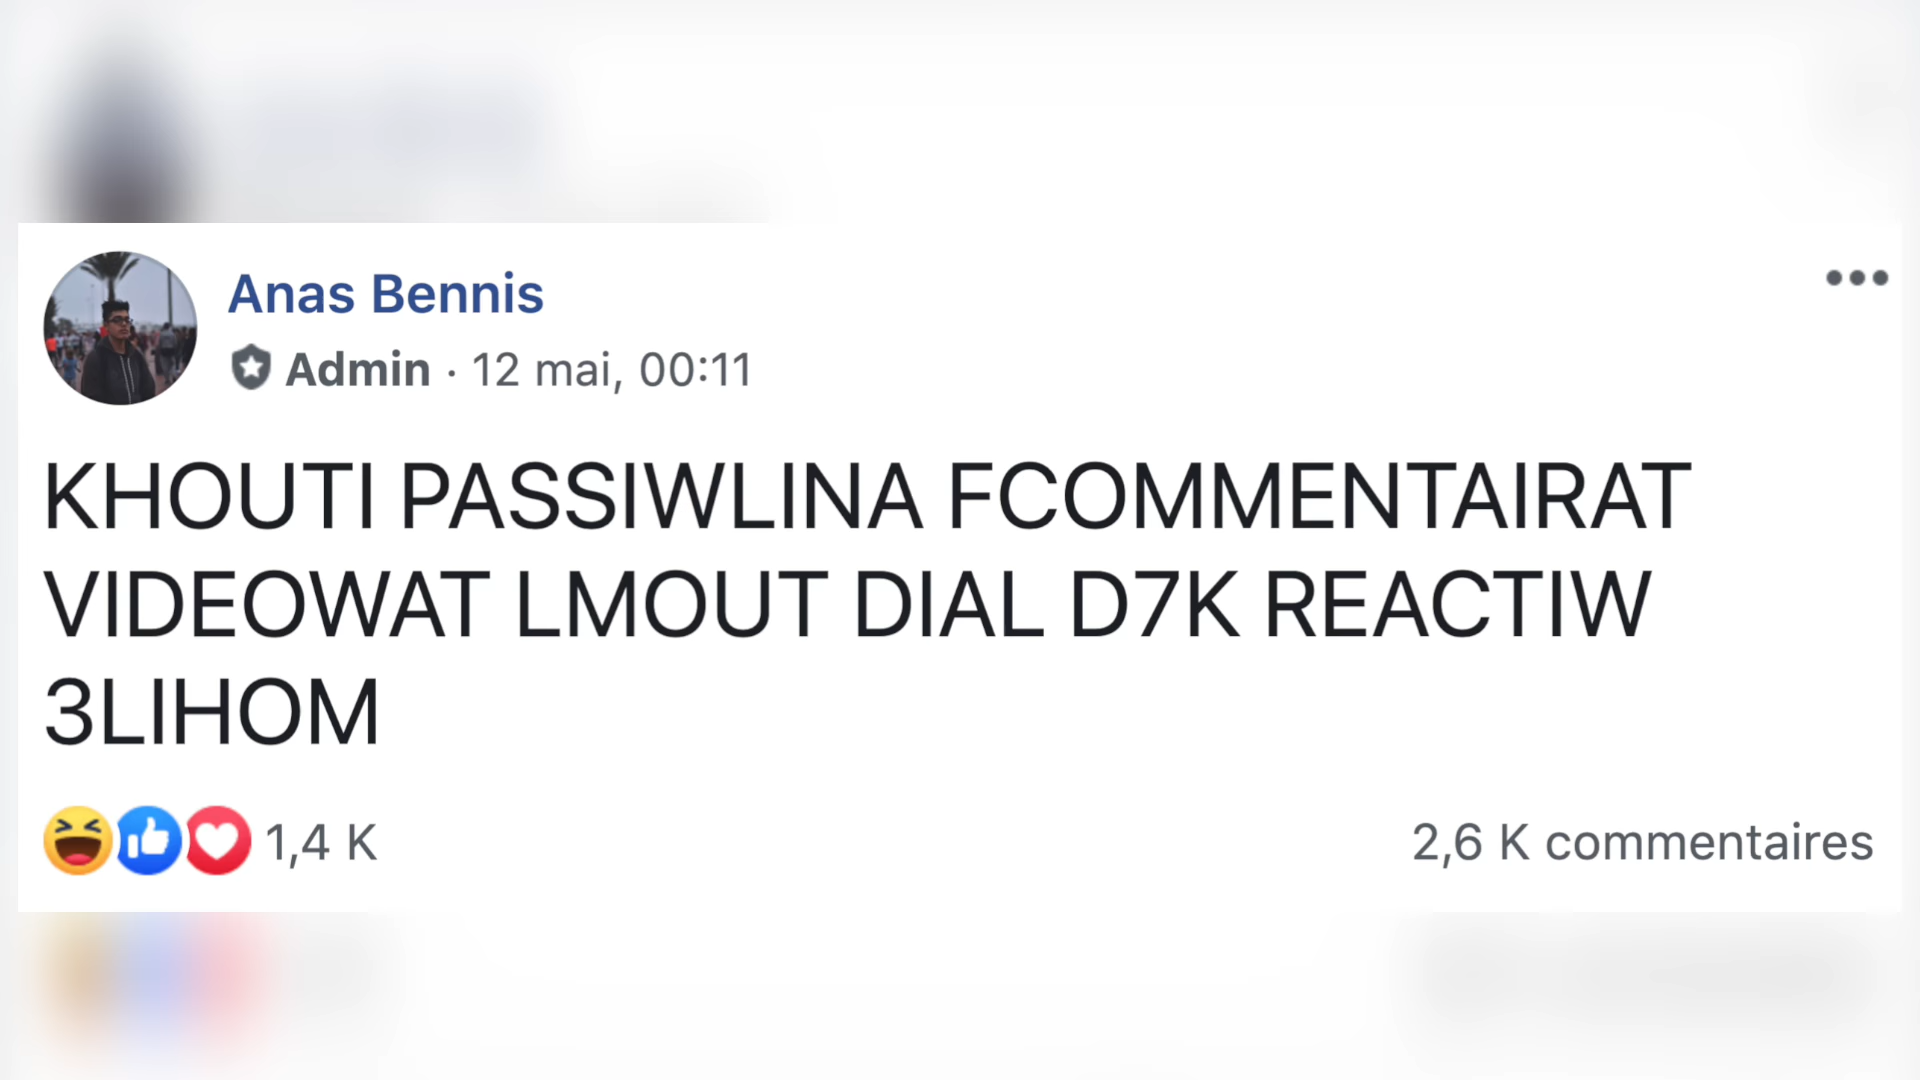 Anas Bennis
Admin · 12 mai, 00:11
KHOUTI PASSIWLINA FCOMMENTAIRAT
VIDEOWAT LMOUT DIAL D7K REACTIW
3LIHOM
1,4 K 2,6 K commentaires